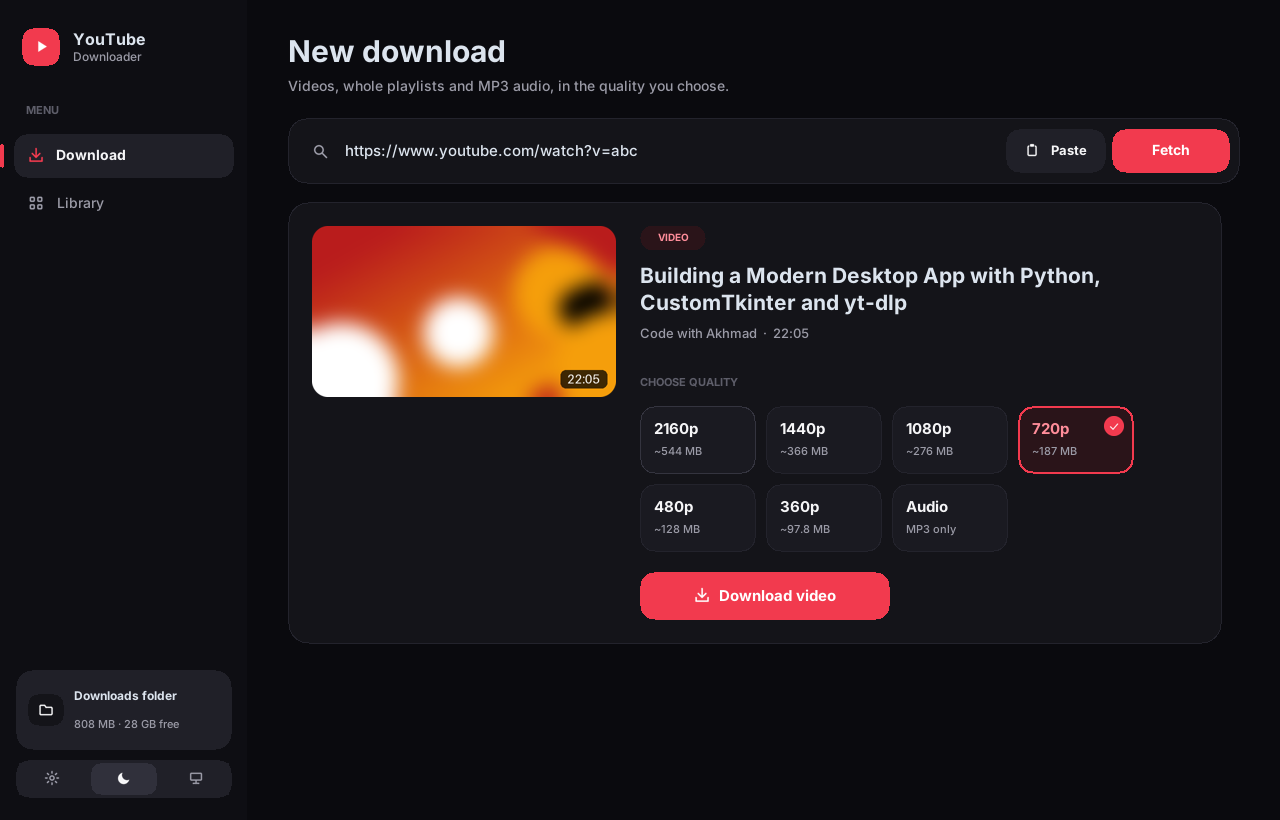 YouTube
Downloader
MENU
Download
Library
Downloads folder
808 MB · 28 GB free
New download
Videos, whole playlists and MP3 audio, in the quality you choose.
https://www.youtube.com/watch?v=abc
Paste
Fetch
22:05
VIDEO
Building a Modern Desktop App with Python,
CustomTkinter and yt-dlp
Code with Akhmad · 22:05
CHOOSE QUALITY
2160p
~544 MB
1440p
~366 MB
1080p
~276 MB
720p
~187 MB
480p
~128 MB
360p
~97.8 MB
Audio
MP3 only
Download video